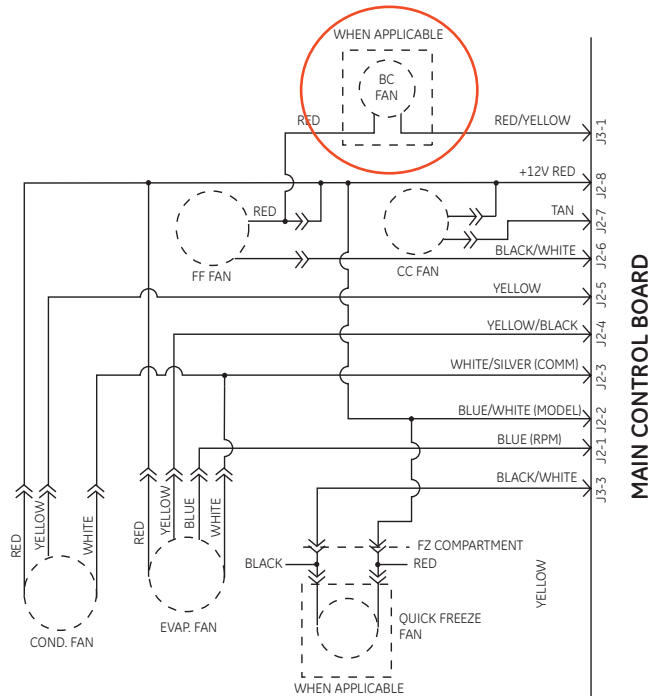 WHEN APPLICABLE
BC
FAN
RED
RED/YELLOW
J3-1
+12V RED
J2-8
RED
TAN
J2-7
BLACK/WHITE
J2-6
FF FAN
CC FAN
YELLOW
J2-5
YELLOW/BLACK
J2-4
WHITE/SILVER (COMM)
J2-3
BLUE/WHITE (MODEL)
J2-2
BLUE (RPM)
J2-1
BLACK/WHITE
J3-3
MAIN CONTROL BOARD
RED
YELLOW
WHITE
RED
YELLOW
BLUE
WHITE
FZ COMPARTMENT
BLACK
RED
YELLOW
COND. FAN
EVAP. FAN
QUICK FREEZE
FAN
WHEN APPLICABLE